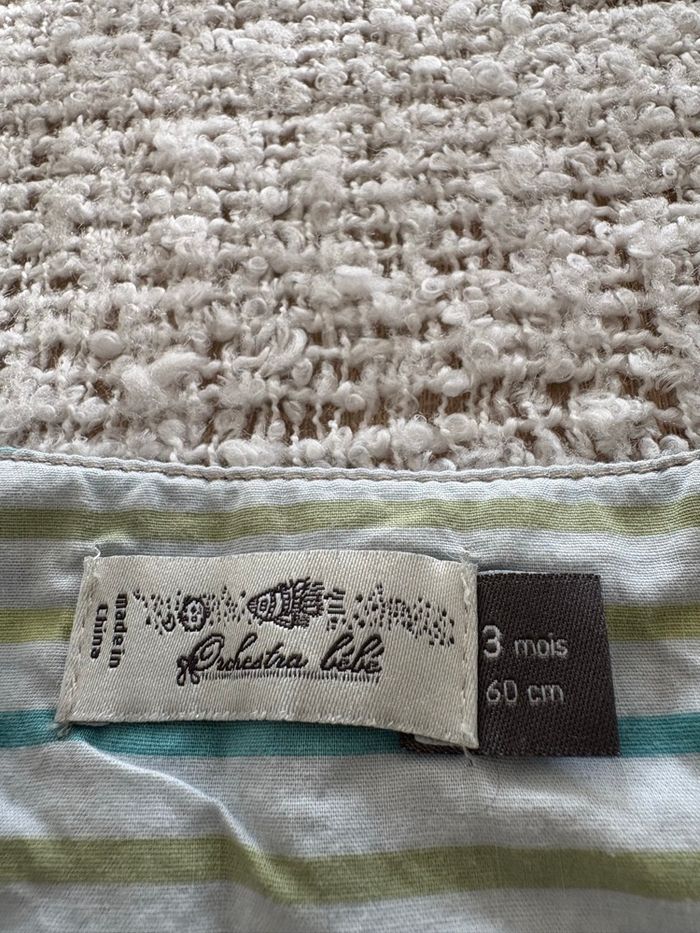 made in
China
Orchestra bébé
3 mois
60 cm